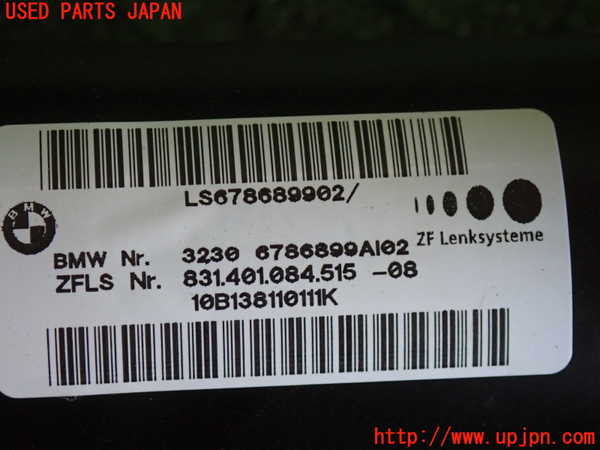 USED PARTS JAPAN
LS678689902/
BMW
BMW Nr. 3230 6786899AI02
ZF Lenksysteme
ZFLS Nr. 831.401.084.515 -08
10B138110111K
http://www.upjpn.com/